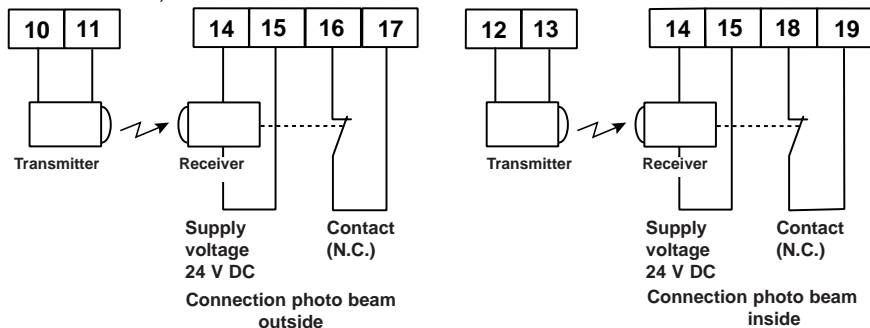 10 11 14 15 16 17 12 13 14 15 18 19
Transmitter Receiver Transmitter Receiver
Supply
voltage
24 V DC
Contact
(N.C.)
Connection photo beam
outside
Supply
voltage
24 V DC
Contact
(N.C.)
Connection photo beam
inside